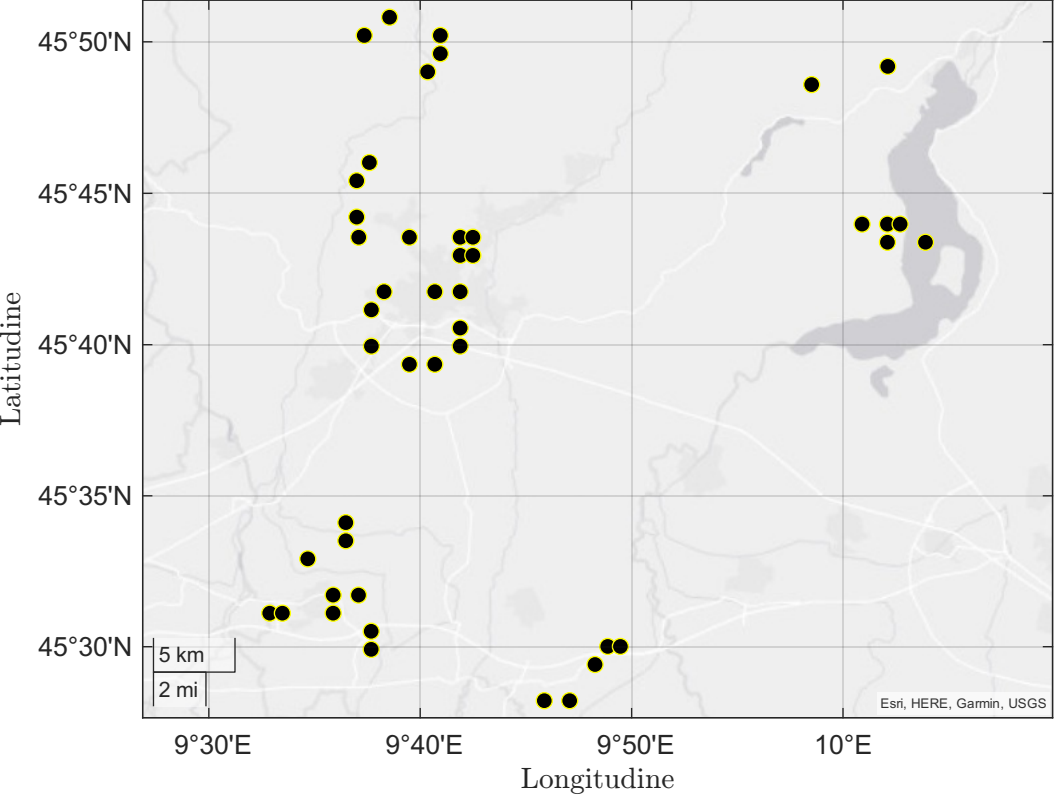 45°50'N
45°45'N
45°40'N
45°35'N
45°30'N
Latitudine
5 km
2 mi
Esri, HERE, Garmin, USGS
9°30'E
9°40'E
9°50'E
10°E
Longitudine